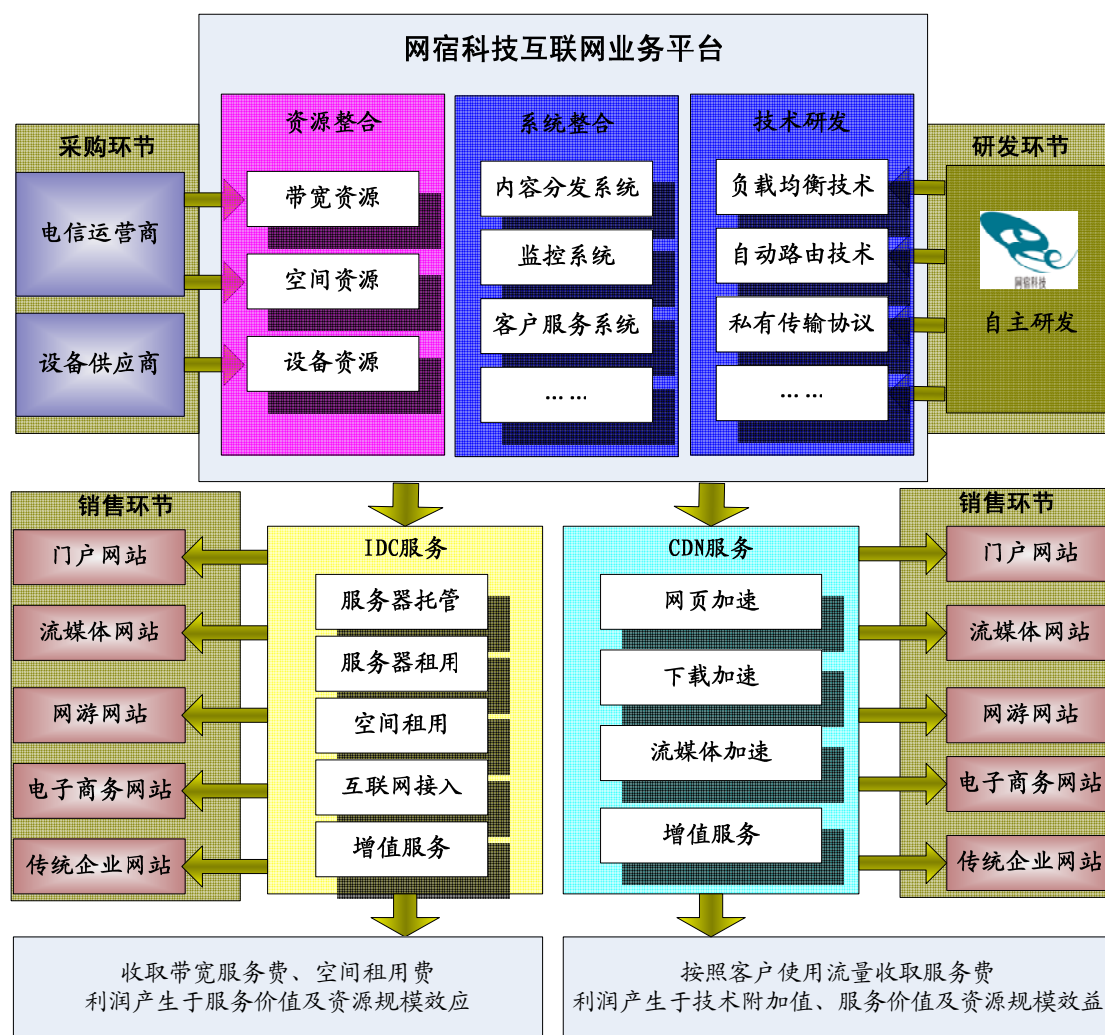 网宿科技互联网业务平台
采购环节
电信运营商
设备供应商
资源整合
带宽资源
空间资源
设备资源
系统整合
内容分发系统
监控系统
客户服务系统
… …
技术研发
负载均衡技术
自动路由技术
私有传输协议
… …
研发环节
网宿科技
自主研发
销售环节
门户网站
流媒体网站
网游网站
电子商务网站
传统企业网站
IDC服务
服务器托管
服务器租用
空间租用
互联网接入
增值服务
CDN服务
网页加速
下载加速
流媒体加速
增值服务
销售环节
门户网站
流媒体网站
网游网站
电子商务网站
传统企业网站
收取带宽服务费、空间租用费
利润产生于服务价值及资源规模效应
按照客户使用流量收取服务费
利润产生于技术附加值、服务价值及资源规模效益